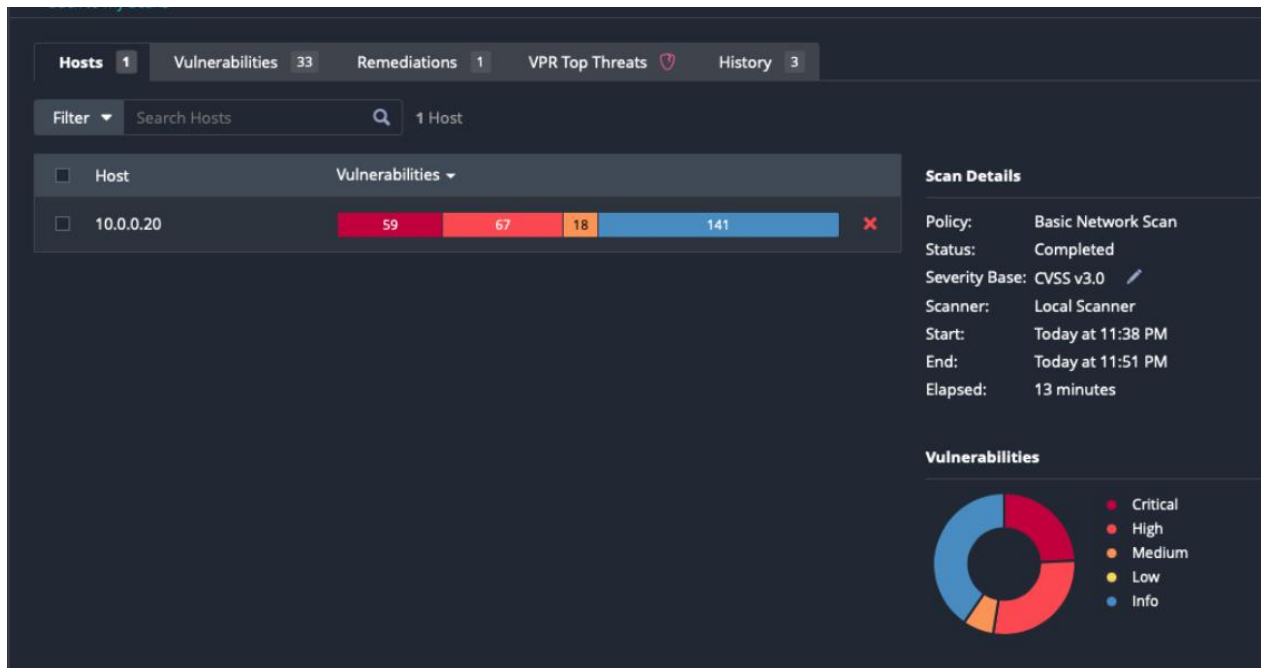 Hosts 1 Vulnerabilities 33 Remediations 1 VPR Top Threats History 3
Filter Search Hosts 1 Host
Host Vulnerabilities
10.0.0.20 59 67 18 141
Scan Details
Policy: Basic Network Scan
Status: Completed
Severity Base: CVSS v3.0
Scanner: Local Scanner
Start: Today at 11:38 PM
End: Today at 11:51 PM
Elapsed: 13 minutes
Vulnerabilities
Critical
High
Medium
Low
Info